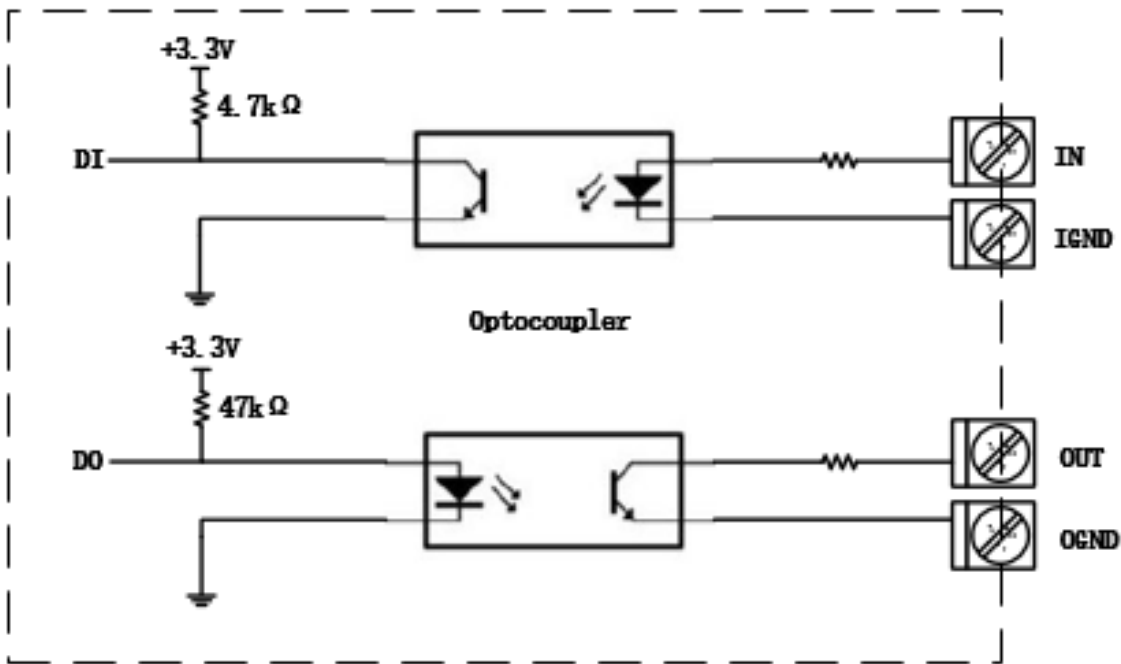 +3.3V
4.7kΩ
DI
IN
IGND
Optocoupler
+3.3V
47kΩ
DO
OUT
OGND